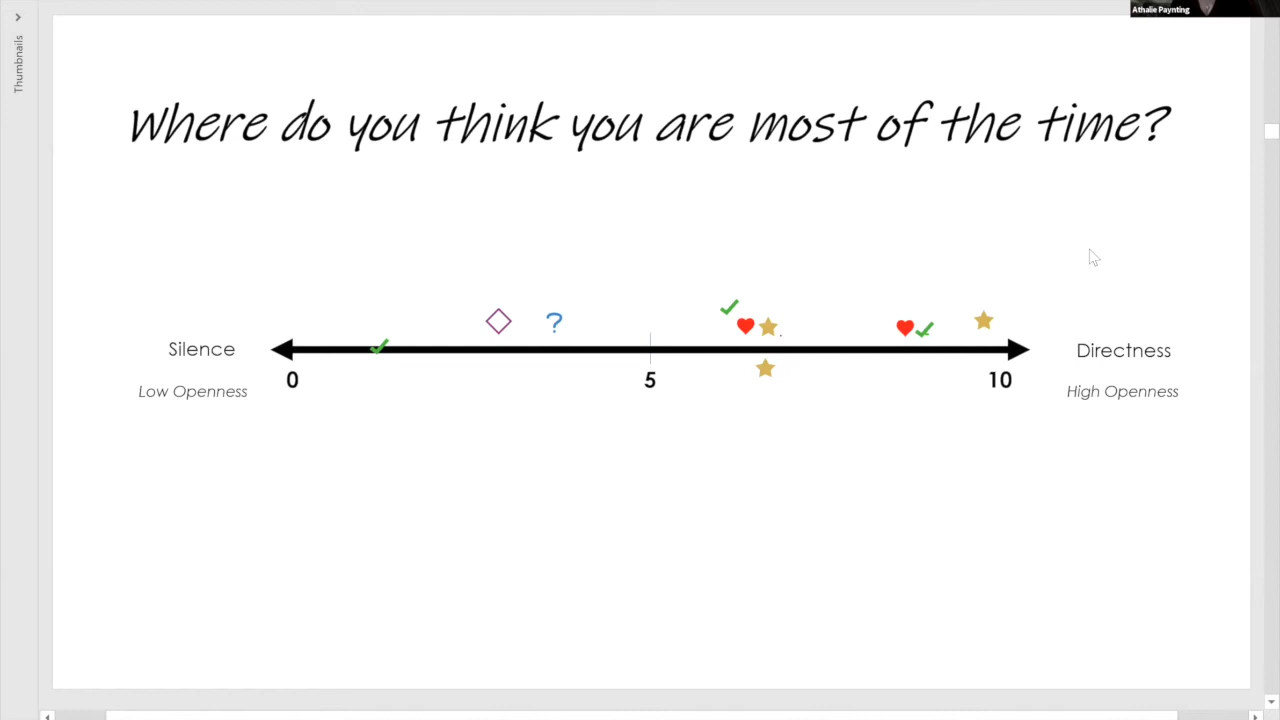 Athalie Paynting
Thumbnails
Where do you think you are most of the time?
?
Silence
Directness
0
5
10
Low Openness
High Openness